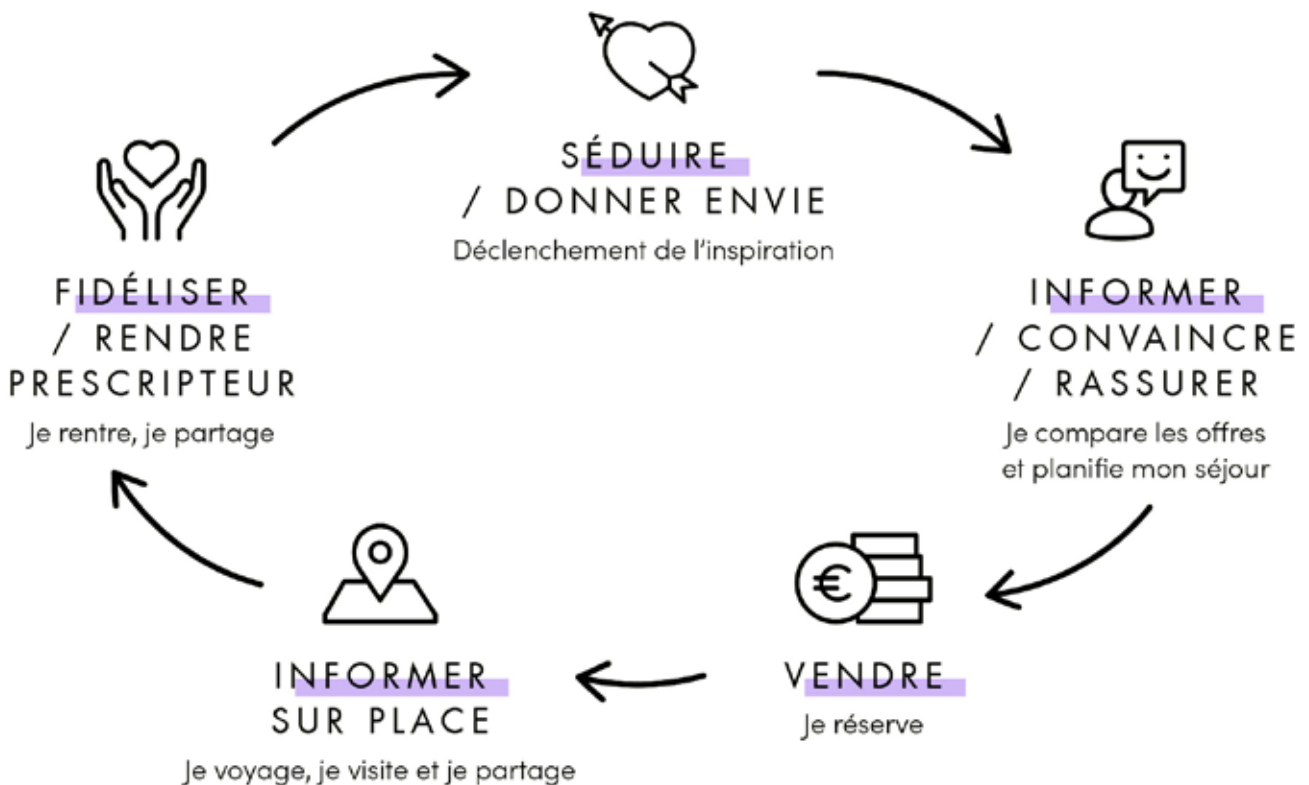 SÉDUIRE
/ DONNER ENVIE
Déclenchement de l’inspiration
INFORMER
/ CONVAINCRE
/ RASSURER
Je compare les offres
et planifie mon séjour
€
VENDRE
Je réserve
INFORMER
SUR PLACE
Je voyage, je visite et je partage
FIDÉLISER
/ RENDRE
PRESCRIPTEUR
Je rentre, je partage